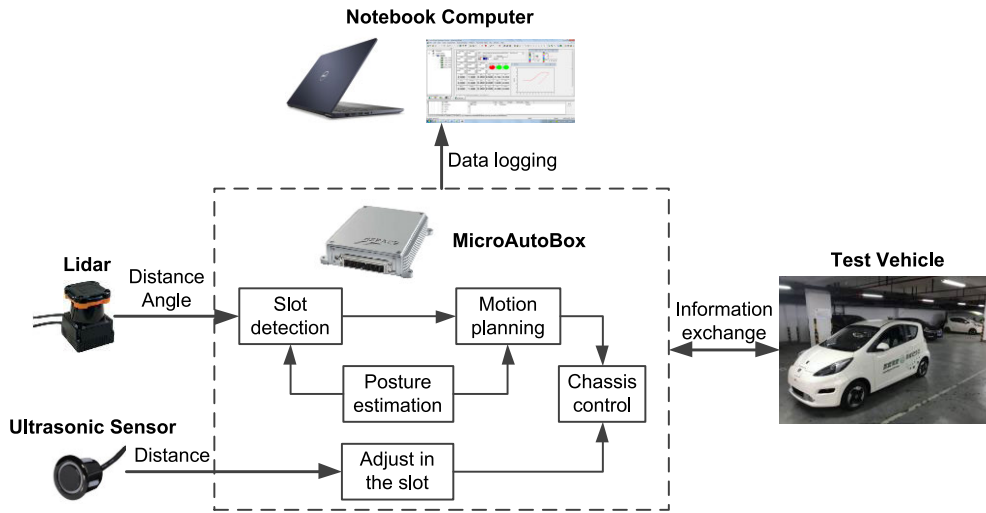 Notebook Computer
Data logging
MicroAutoBox
Lidar
Distance
Angle
Slot
detection
Motion
planning
Posture
estimation
Chassis
control
Ultrasonic Sensor
Distance
Adjust in
the slot
Information
exchange
Test Vehicle